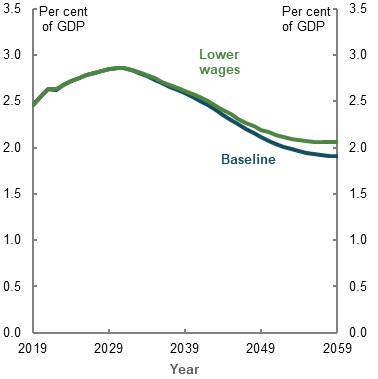 Per cent
of GDP
Per cent
of GDP
3.5
3.5
3.0
3.0
Lower
wages
2.5
2.5
2.0
2.0
Baseline
1.5
1.5
1.0
1.0
0.5
0.5
0.0
0.0
2019
2029
2039
2049
2059
Year